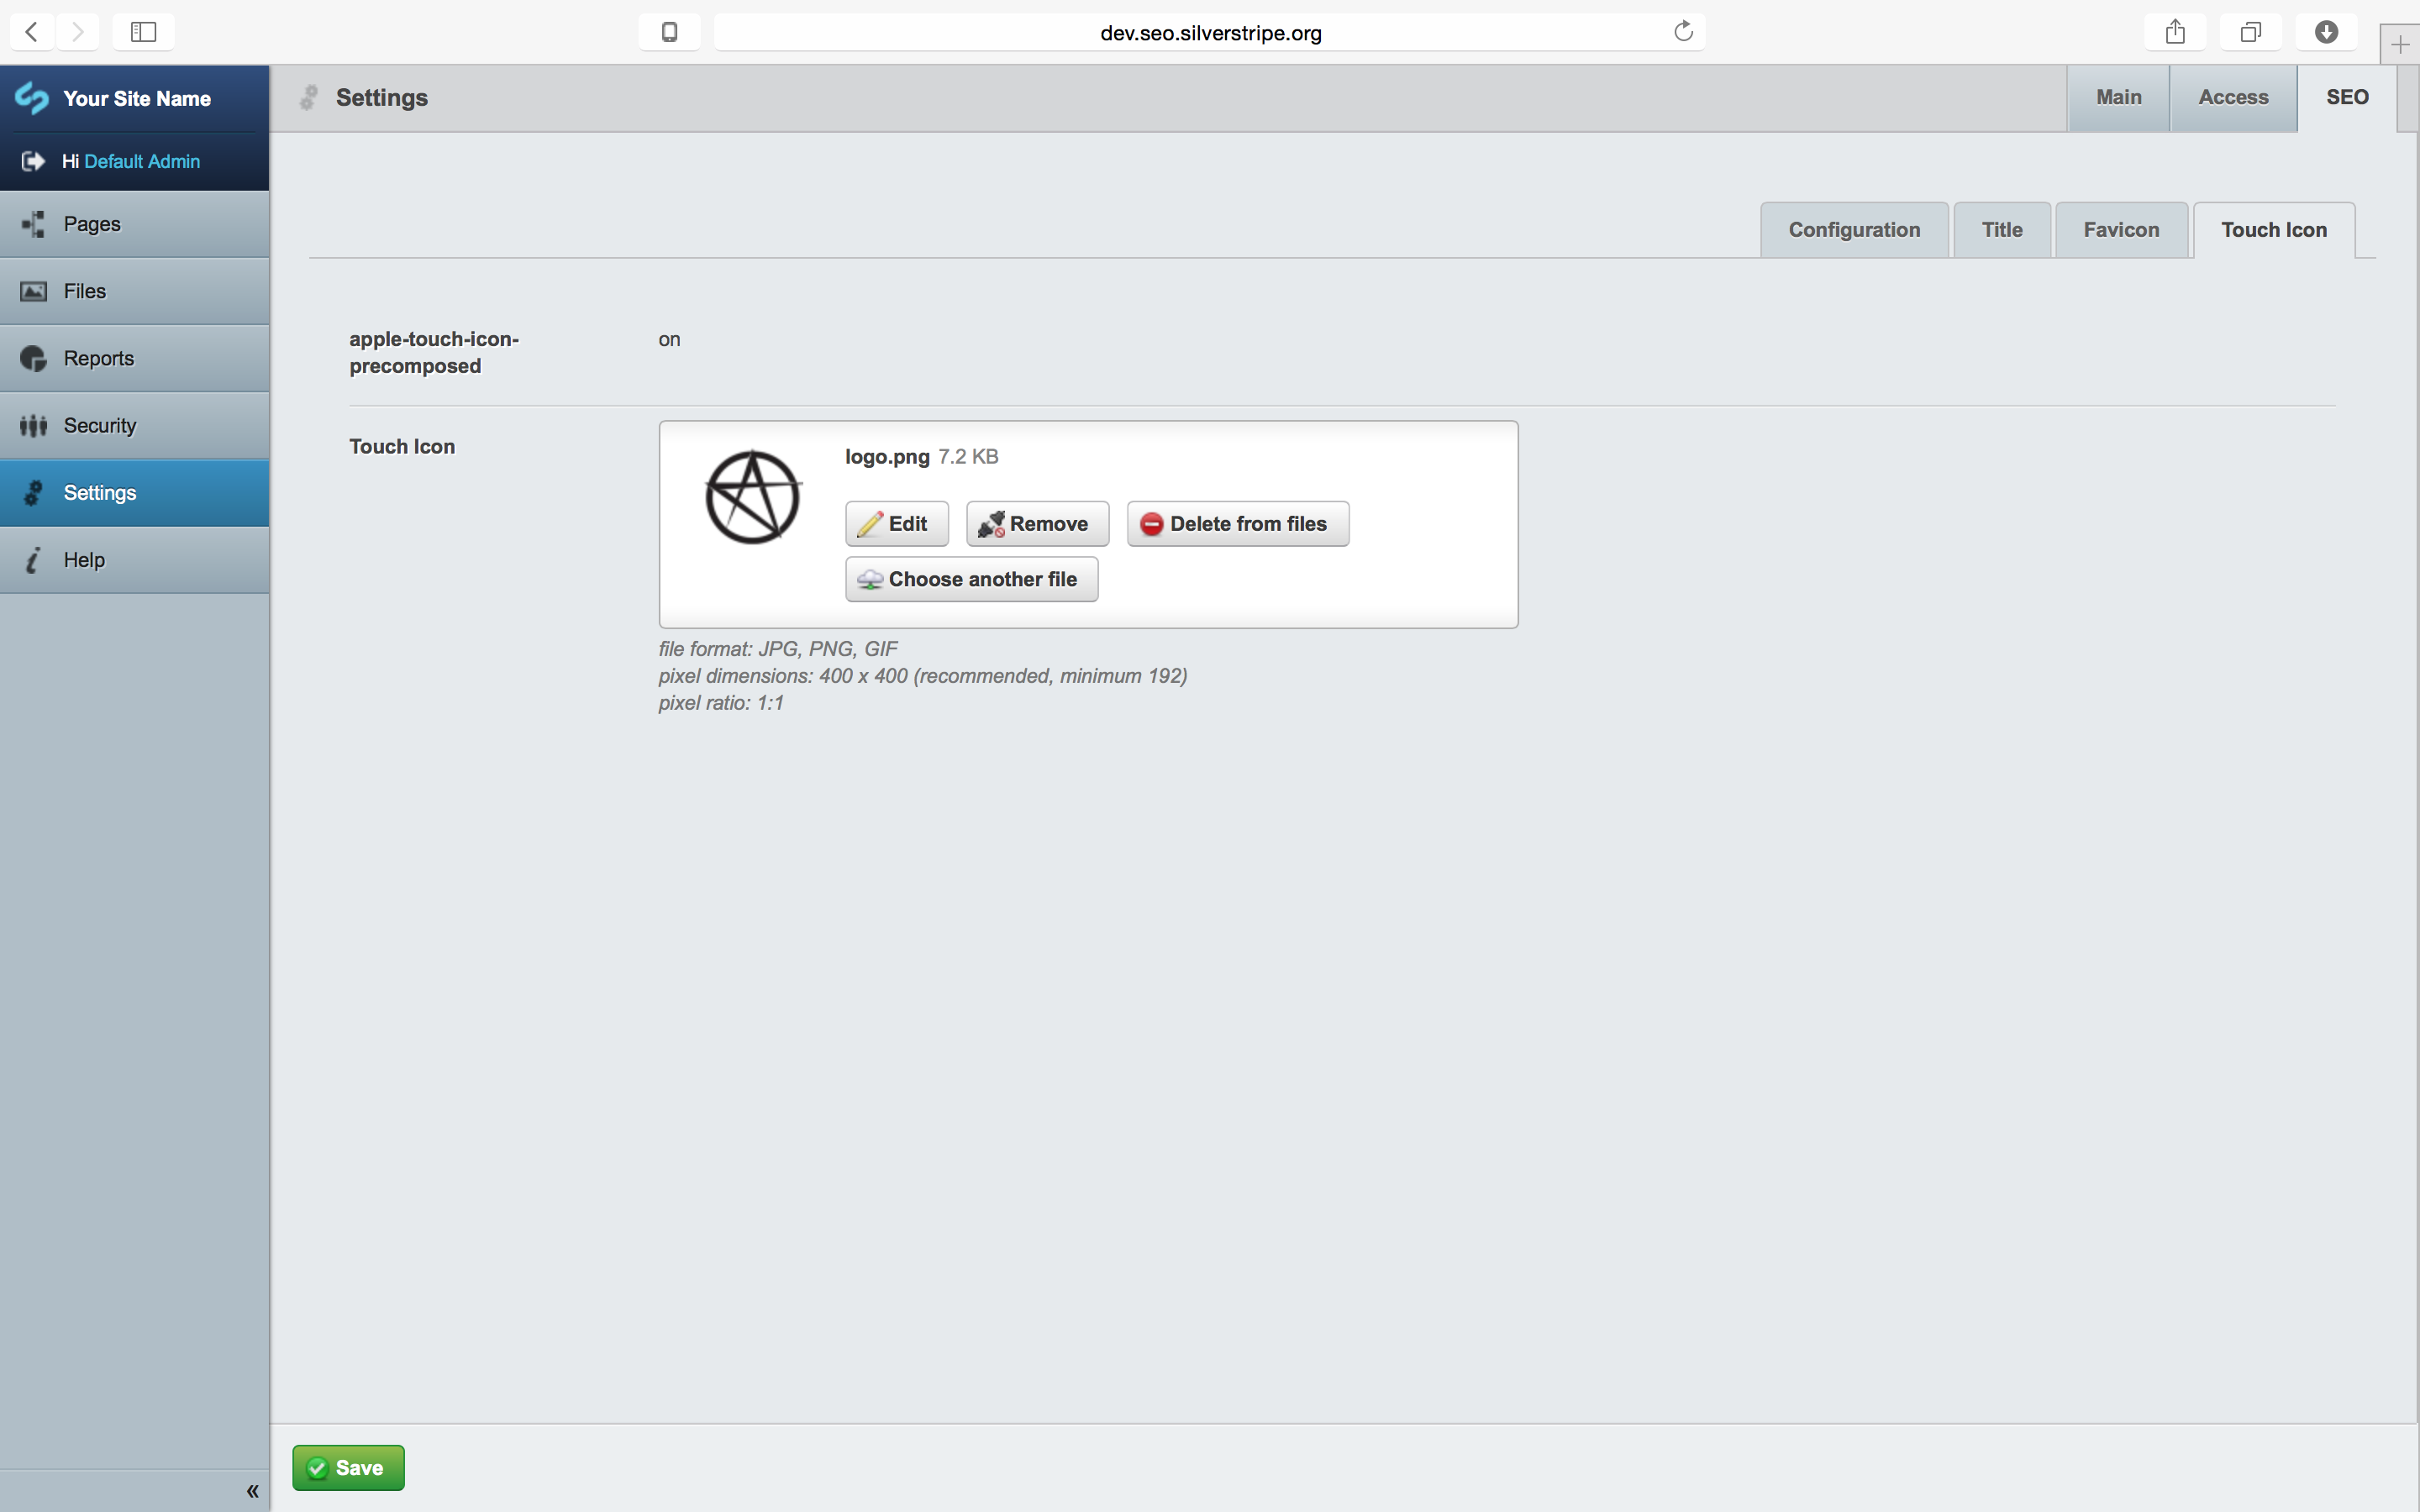 dev.seo.silverstripe.org
Your Site Name
Hi Default Admin
Pages
Files
Reports
Security
Settings
Help
«
Settings
Main
Access
SEO
Configuration
Title
Favicon
Touch Icon
apple-touch-icon-
precomposed
on
Touch Icon
logo.png 7.2 KB
Edit
Remove
Delete from files
Choose another file
file format: JPG, PNG, GIF
pixel dimensions: 400 x 400 (recommended, minimum 192)
pixel ratio: 1:1
Save